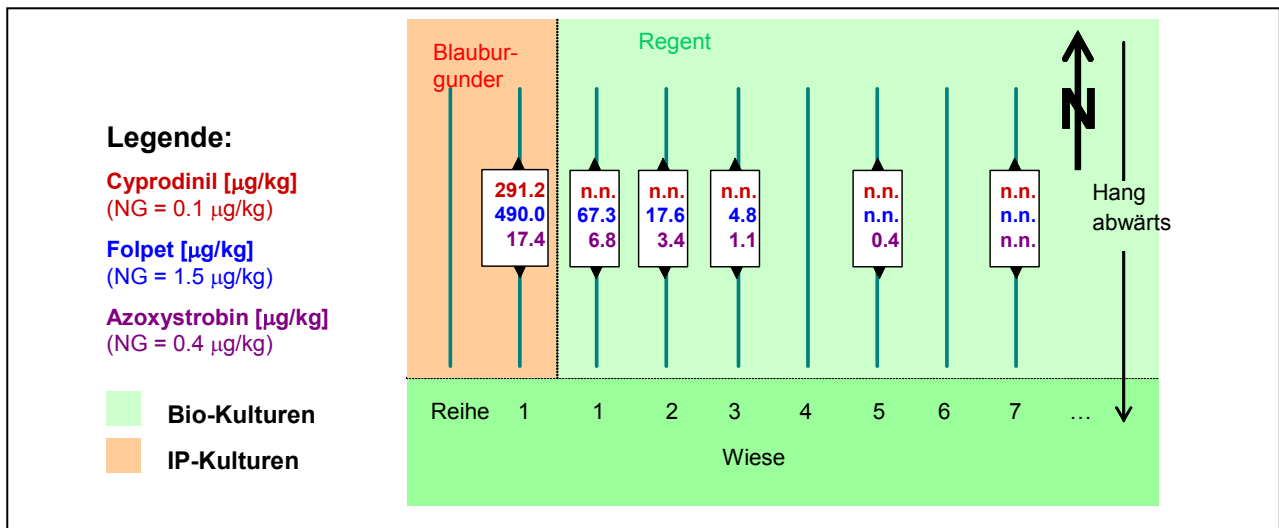 Legende:
Cyprodinil [µg/kg]
(NG = 0.1 µg/kg)
Folpet [µg/kg]
(NG = 1.5 µg/kg)
Azoxystrobin [µg/kg]
(NG = 0.4 µg/kg)
Bio-Kulturen
IP-Kulturen
Blaubur-
gunder
Regent
N
Hang
abwärts
291.2
490.0
17.4
n.n.
67.3
6.8
n.n.
17.6
3.4
n.n.
4.8
1.1
n.n.
n.n.
0.4
n.n.
n.n.
n.n.
Reihe 1 1 2 3 4 5 6 7 ...
Wiese